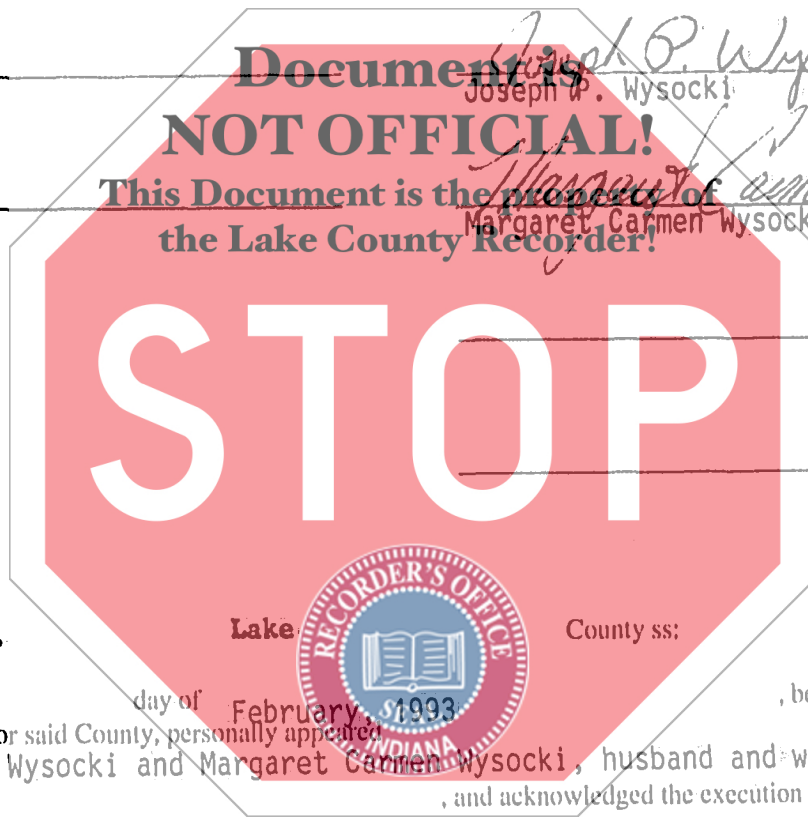 Document is
Joseph P. Wysocki
NOT OFFICIAL!
This Document is the property of
Margaret Carmen Wysock
the Lake County Recorder!
STOP
RECORDER'S OFFICE
Lake County ss:
day of February, 1993 , be
or said County, personally appeared
INDIANA
Wysocki and Margaret Carmen Wysocki, husband and w
, and acknowledged the execution